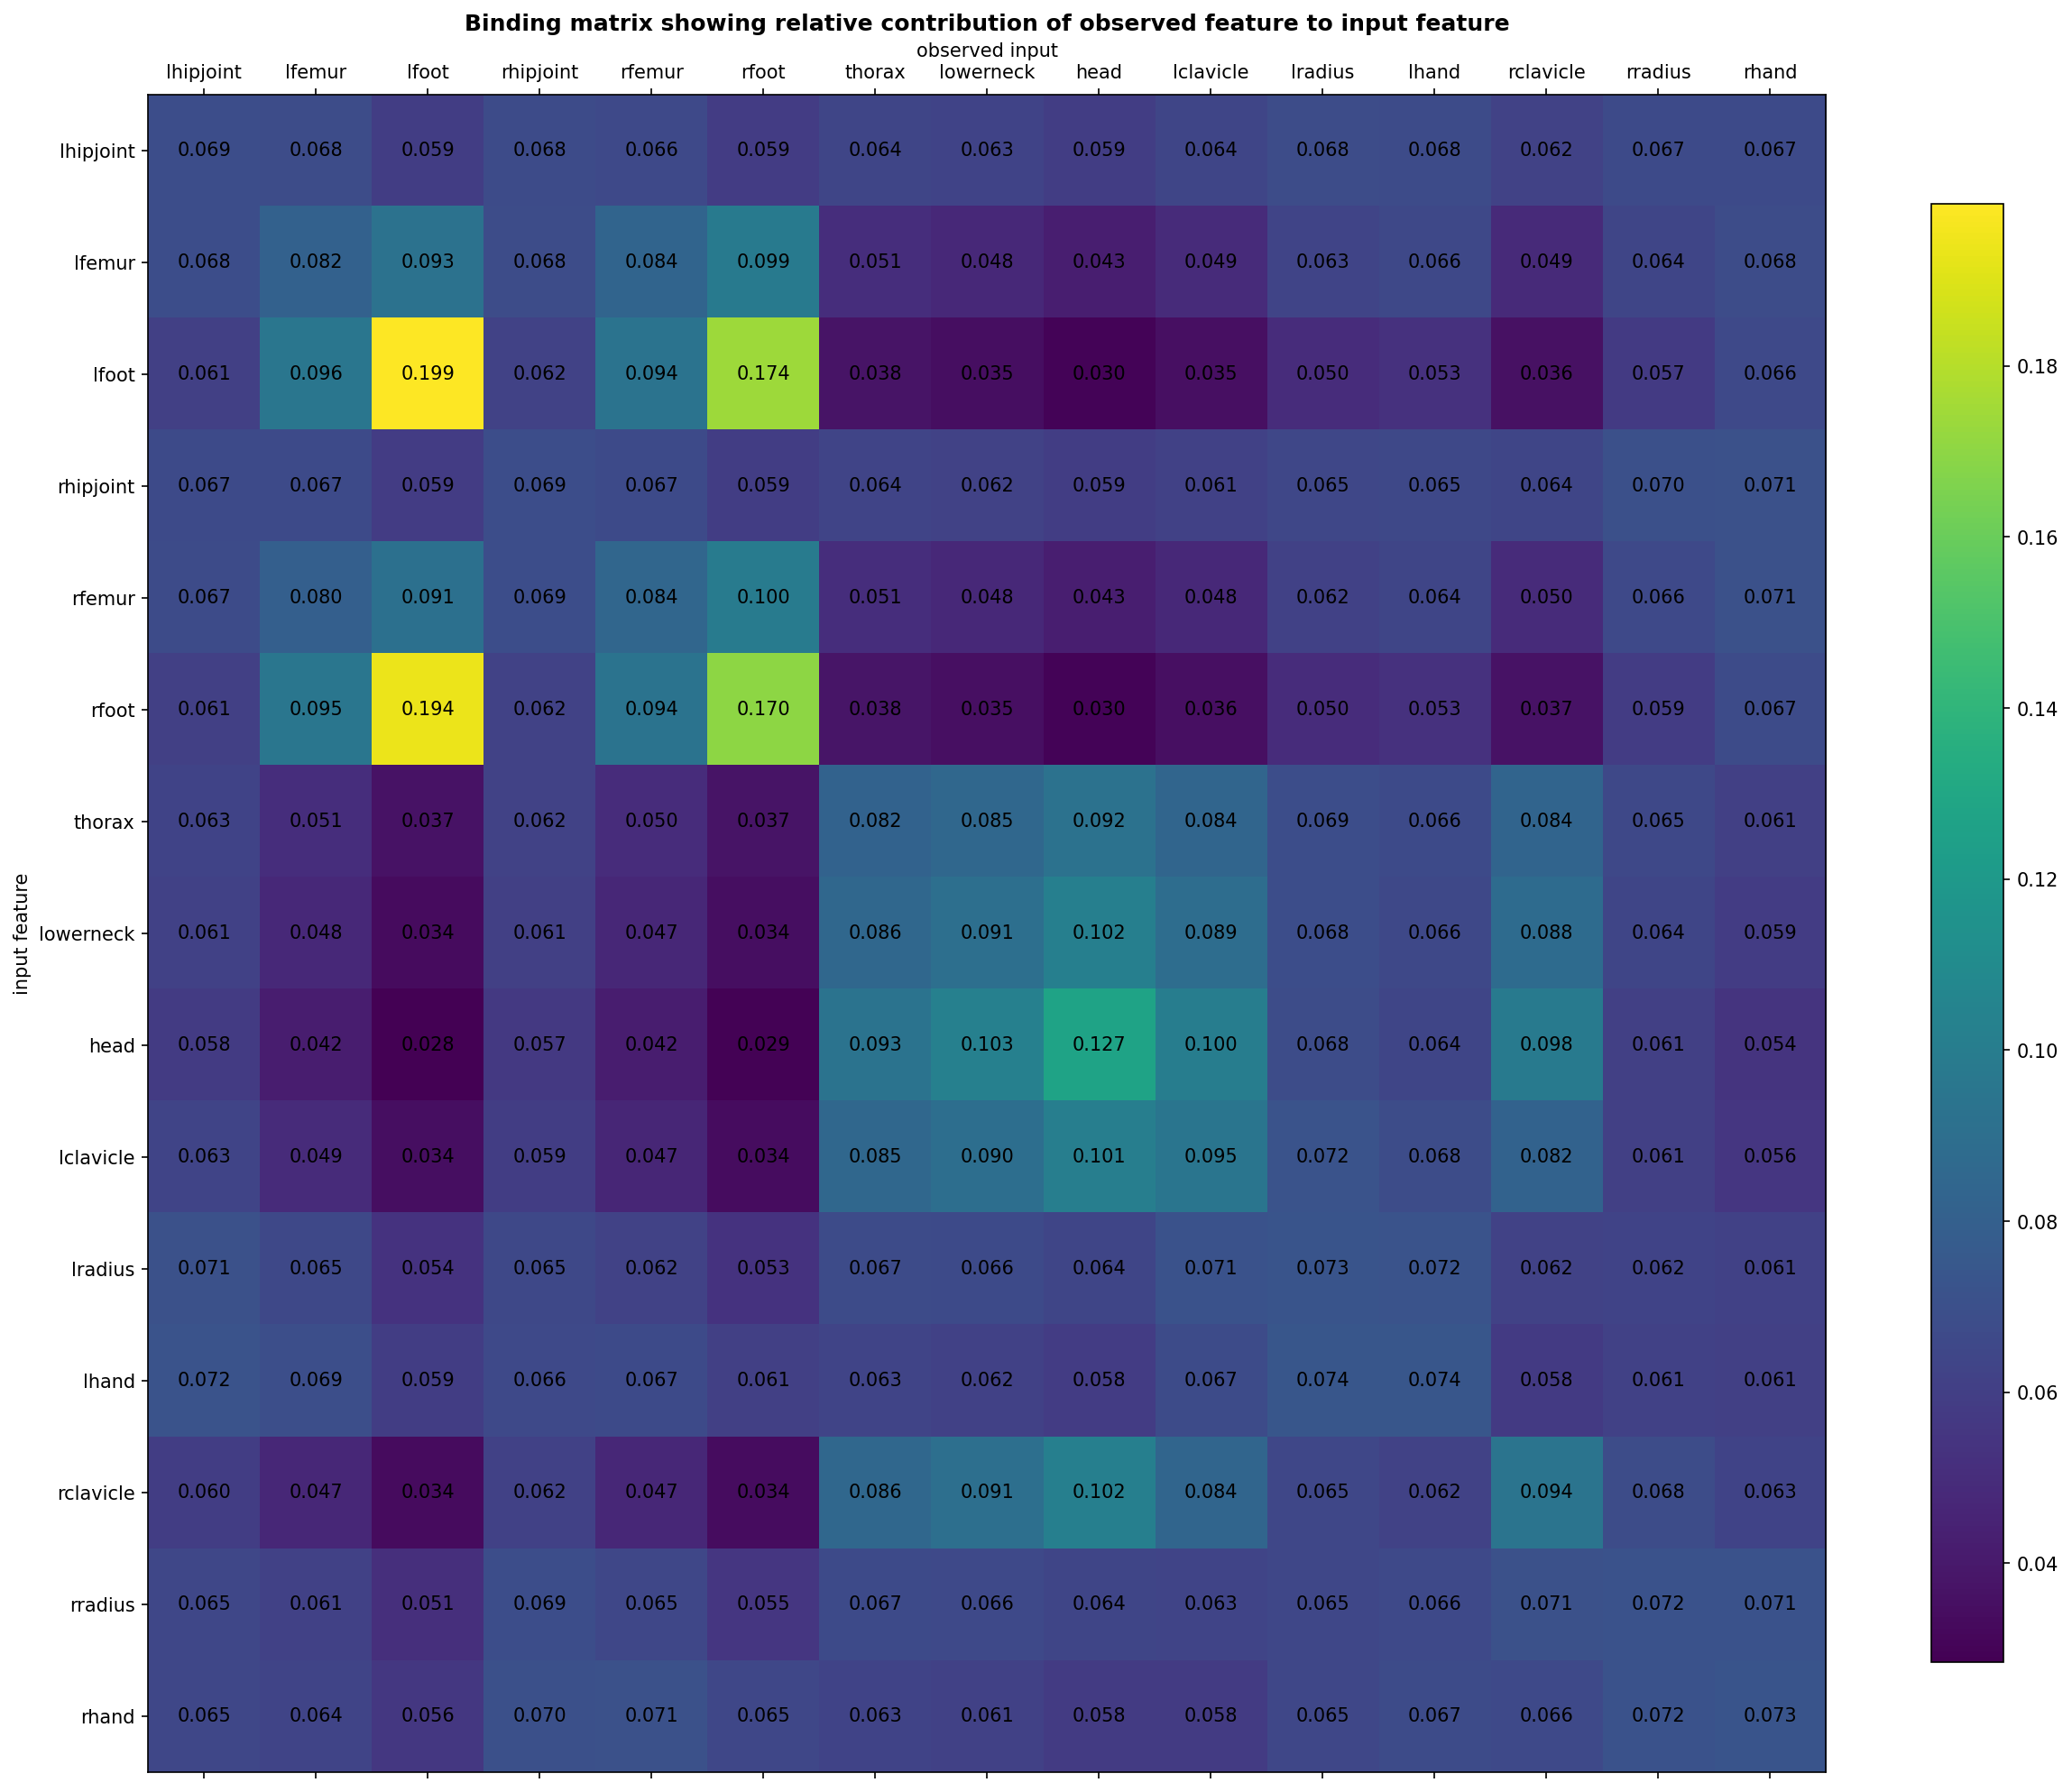 Binding matrix showing relative contribution of observed feature to input feature
observed input
lhipjoint lfemur lfoot rhipjoint rfemur rfoot thorax lowerneck head lclavicle lradius lhand rclavicle rradius rhand
lhipjoint 0.069 0.068 0.059 0.068 0.066 0.059 0.064 0.063 0.059 0.064 0.068 0.068 0.062 0.067 0.067
lfemur 0.068 0.082 0.093 0.068 0.084 0.099 0.051 0.048 0.043 0.049 0.063 0.066 0.049 0.064 0.068
lfoot 0.061 0.096 0.199 0.062 0.094 0.174 0.038 0.035 0.030 0.035 0.050 0.053 0.036 0.057 0.066
rhipjoint 0.067 0.067 0.059 0.069 0.067 0.059 0.064 0.062 0.059 0.061 0.065 0.065 0.064 0.070 0.071
rfemur 0.067 0.080 0.091 0.069 0.084 0.100 0.051 0.048 0.043 0.048 0.062 0.064 0.050 0.066 0.071
rfoot 0.061 0.095 0.194 0.062 0.094 0.170 0.038 0.035 0.030 0.036 0.050 0.053 0.037 0.059 0.067
thorax 0.063 0.051 0.037 0.062 0.050 0.037 0.082 0.085 0.092 0.084 0.069 0.066 0.084 0.065 0.061
lowerneck 0.061 0.048 0.034 0.061 0.047 0.034 0.086 0.091 0.102 0.089 0.068 0.066 0.088 0.064 0.059
head 0.058 0.042 0.028 0.057 0.042 0.029 0.093 0.103 0.127 0.100 0.068 0.064 0.098 0.061 0.054
lclavicle 0.063 0.049 0.034 0.059 0.047 0.034 0.085 0.090 0.101 0.095 0.072 0.068 0.082 0.061 0.056
lradius 0.071 0.065 0.054 0.065 0.062 0.053 0.067 0.066 0.064 0.071 0.073 0.072 0.062 0.062 0.061
lhand 0.072 0.069 0.059 0.066 0.067 0.061 0.063 0.062 0.058 0.067 0.074 0.074 0.058 0.061 0.061
rclavicle 0.060 0.047 0.034 0.062 0.047 0.034 0.086 0.091 0.102 0.084 0.065 0.062 0.094 0.068 0.063
rradius 0.065 0.061 0.051 0.069 0.065 0.055 0.067 0.066 0.064 0.063 0.065 0.066 0.071 0.072 0.071
rhand 0.065 0.064 0.056 0.070 0.071 0.065 0.063 0.061 0.058 0.058 0.065 0.067 0.066 0.072 0.073
input feature
0.18
0.16
0.14
0.12
0.10
0.08
0.06
0.04